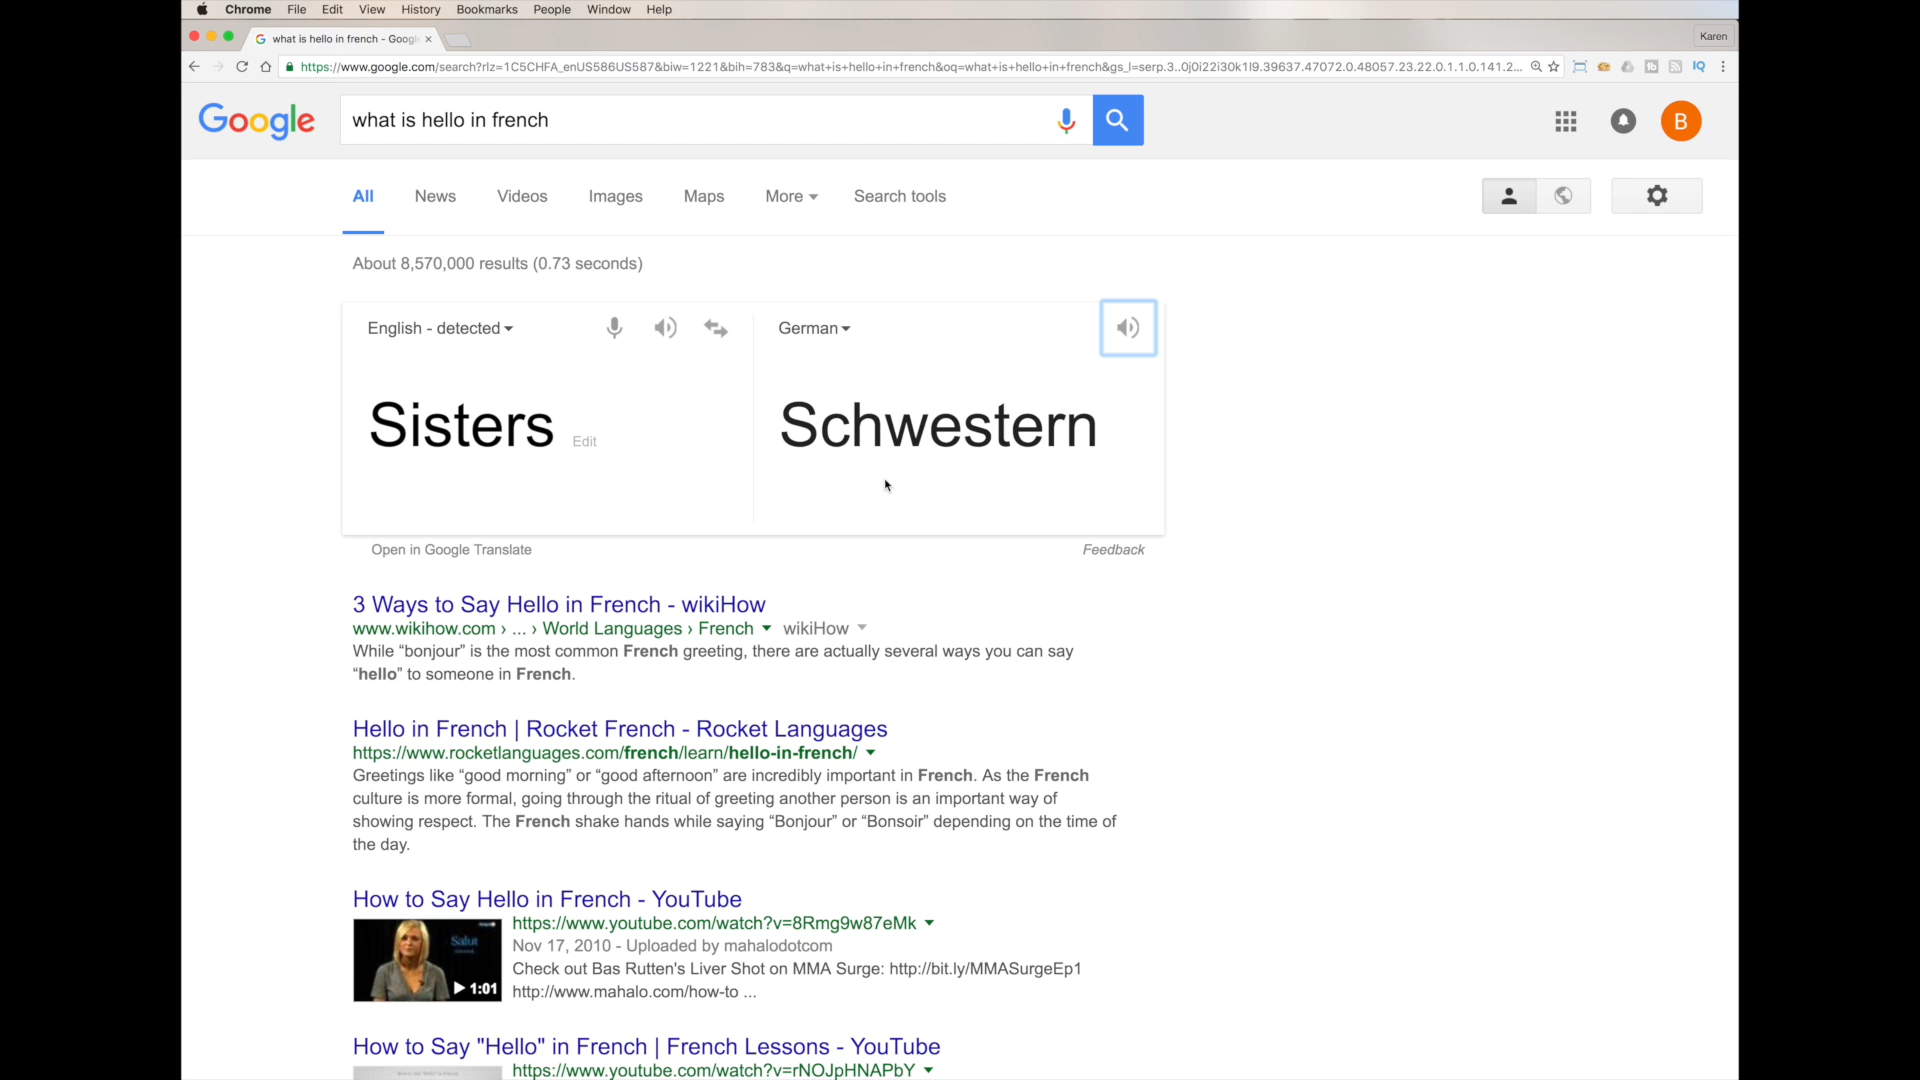 Chrome File Edit View History Bookmarks People Window Help
what is hello in french - Googl
Karen
https://www.google.com/search?rlz=1C5CHFA_enUS586US587&biw=1221&bih=783&q=what+is+hello+in+french&oq=what+is+hello+in+french&gs_l=serp.3..0j0i22i30k1l9.39637.47072.0.48057.23.22.0.1.1.0.141.2...
IQ
Google
what is hello in french
B
All News Videos Images Maps More Search tools
About 8,570,000 results (0.73 seconds)
English - detected
German
Sisters Edit
Schwestern
Open in Google Translate
Feedback
3 Ways to Say Hello in French - wikiHow
www.wikihow.com › ... › World Languages › French wikiHow
While “bonjour” is the most common French greeting, there are actually several ways you can say
“hello” to someone in French.
Hello in French | Rocket French - Rocket Languages
https://www.rocketlanguages.com/french/learn/hello-in-french/
Greetings like “good morning” or “good afternoon” are incredibly important in French. As the French
culture is more formal, going through the ritual of greeting another person is an important way of
showing respect. The French shake hands while saying “Bonjour” or “Bonsoir” depending on the time of
the day.
How to Say Hello in French - YouTube
https://www.youtube.com/watch?v=8Rmg9w87eMk
Nov 17, 2010 - Uploaded by mahalodotcom
Check out Bas Rutten's Liver Shot on MMA Surge: http://bit.ly/MMASurgeEp1
http://www.mahalo.com/how-to ...
Salut
1:01
How to Say "Hello" in French | French Lessons - YouTube
https://www.youtube.com/watch?v=rNOJpHNAPbY